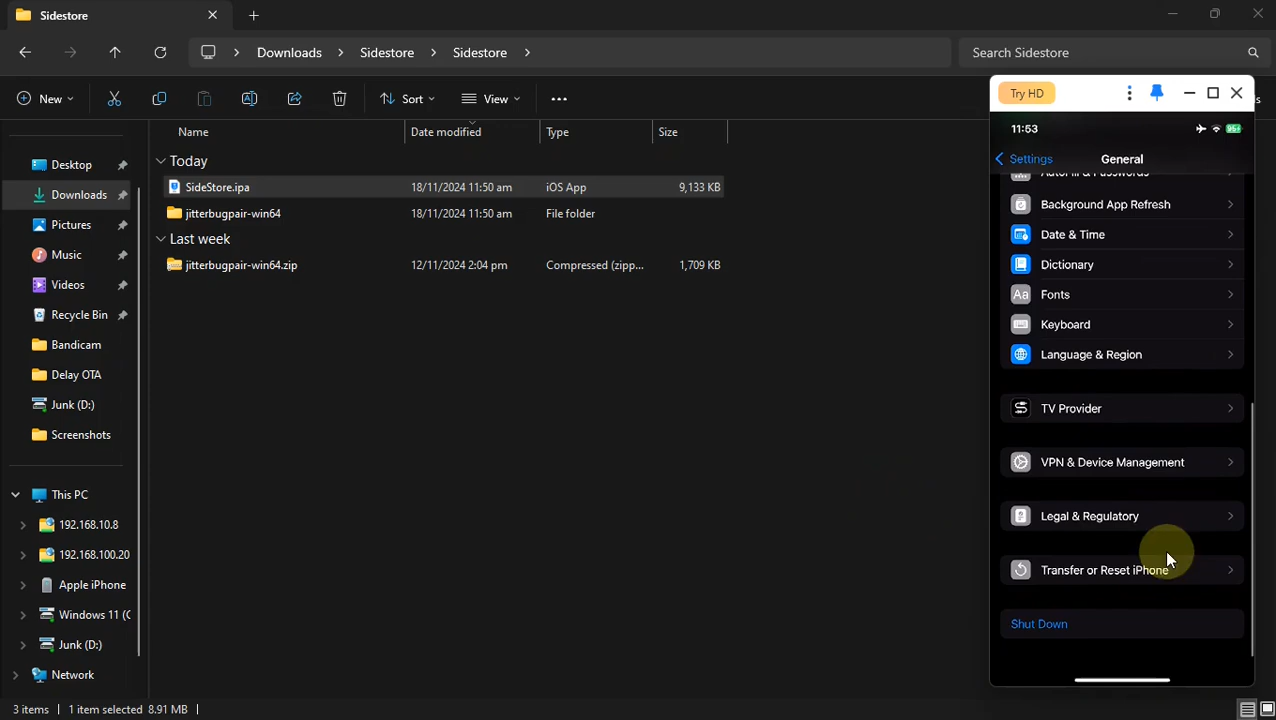 Sidestore
Downloads Sidestore Sidestore
Search Sidestore
New
Sort
View
Name Date modified Type Size
Today
SideStore.ipa 18/11/2024 11:50 am iOS App 9,133 KB
jitterbugpair-win64 18/11/2024 11:50 am File folder
Last week
jitterbugpair-win64.zip 12/11/2024 2:04 pm Compressed (zipp... 1,709 KB
Desktop
Downloads
Pictures
Music
Videos
Recycle Bin
Bandicam
Delay OTA
Junk (D:)
Screenshots
This PC
192.168.10.8
192.168.100.20
Apple iPhone
Windows 11 (C
Junk (D:)
Network
3 items 1 item selected 8.91 MB
Try HD
11:53
Settings General
AutoFill & Passwords
Background App Refresh
Date & Time
Dictionary
Aa Fonts
Keyboard
Language & Region
TV Provider
VPN & Device Management
Legal & Regulatory
Transfer or Reset iPhone
Shut Down